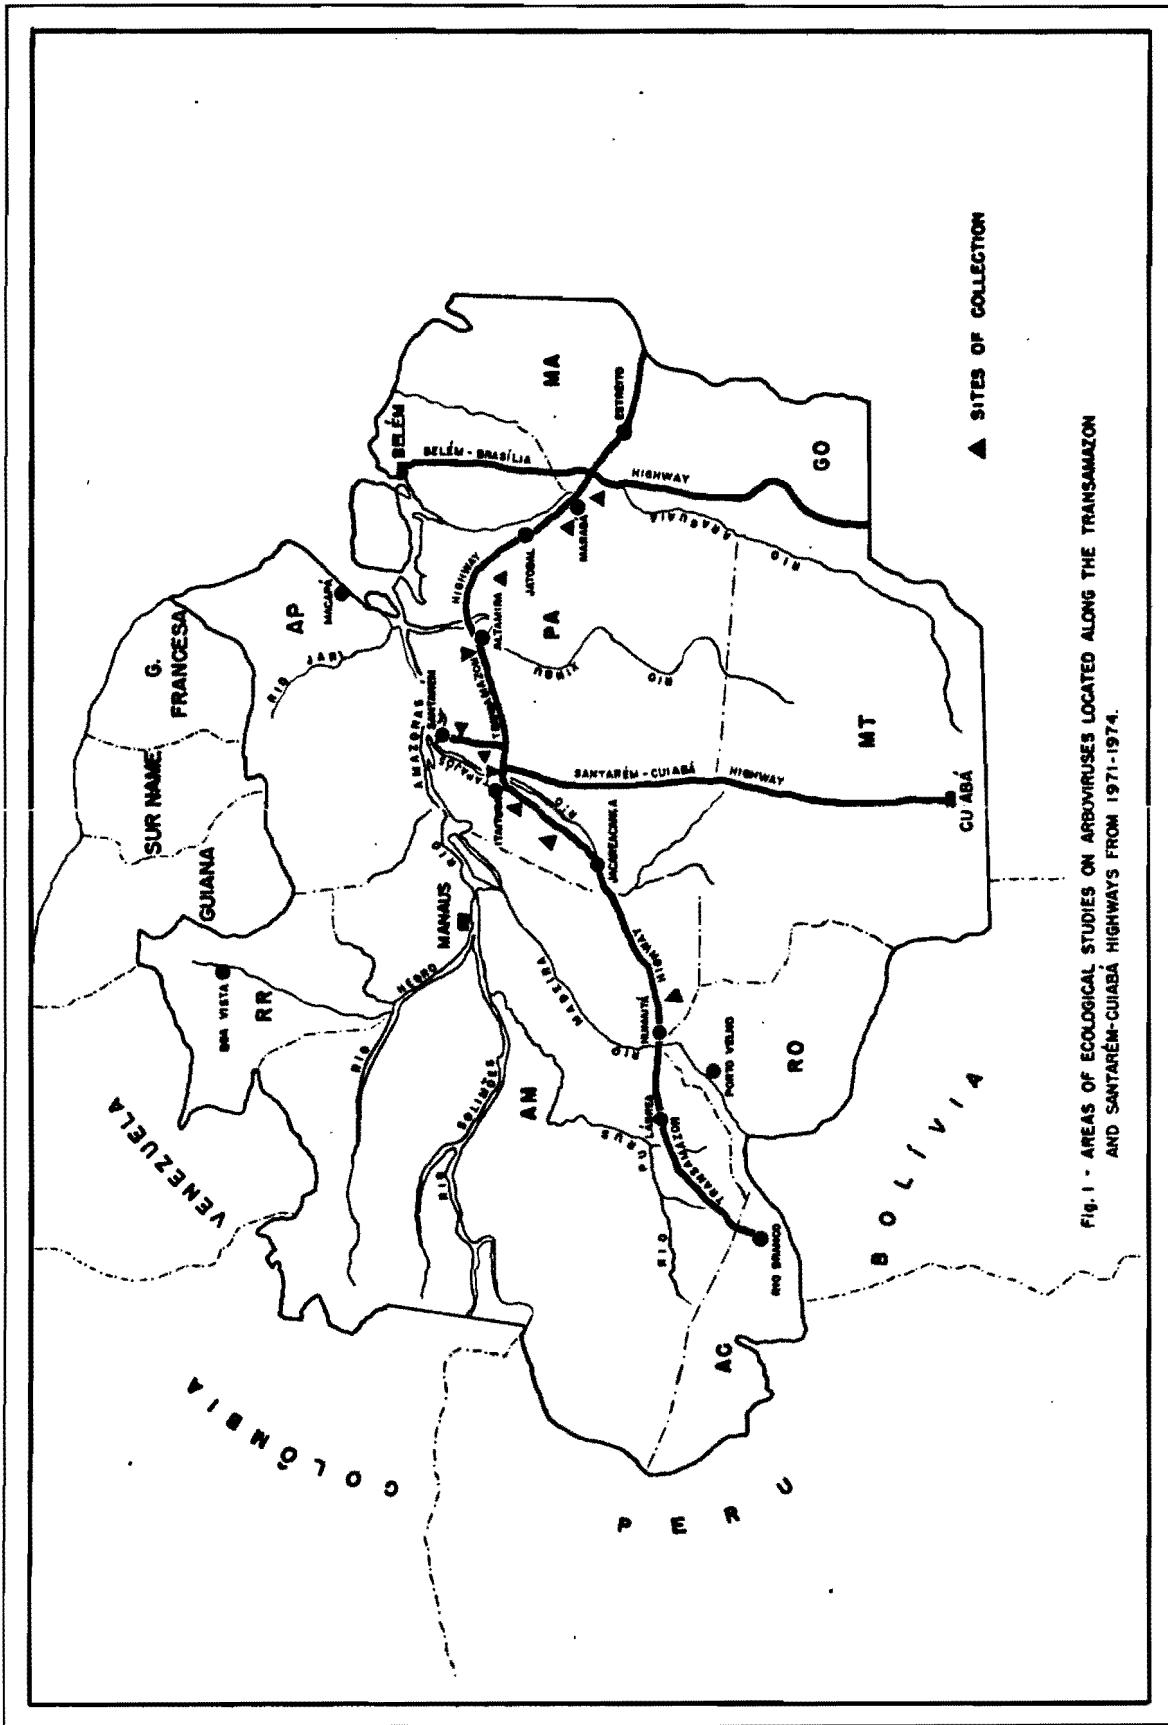 VENEZUELA
COLÔMBIA
PERU
BOLÍVIA
GUIANA
SURINAME
G.
FRANCESA
BOA VISTA
RR
AP
MACAPÁ
RIO JARI
RIO NEGRO
MANAUS
RIO
AMAZONAS
SANTARÉM
BELÉM
BELÉM - BRASÍLIA
HIGHWAY
MA
ESTREITO
RIO SOLIMÕES
AM
RIO MADEIRA
RIO TAPAJÓS
ITAITUBA
TRANSAMAZON
HIGHWAY
ALTAMIRA
JATOBAL
MARABÁ
PA
RIO XINGU
RIO ARAGUAIA
GO
JACAREACANGA
HIGHWAY
HUMAITÁ
LÁBREA
TRANSAMAZON
RIO PURUS
PORTO VELHO
RO
RIO BRANCO
AC
SANTARÉM - CUIABÁ
HIGHWAY
MT
CUIABÁ
SITES OF COLLECTION
Fig. 1 - AREAS OF ECOLOGICAL STUDIES ON ARBOVIRUSES LOCATED ALONG THE TRANSAMAZON
AND SANTARÉM-CUIABÁ HIGHWAYS FROM 1971-1974.